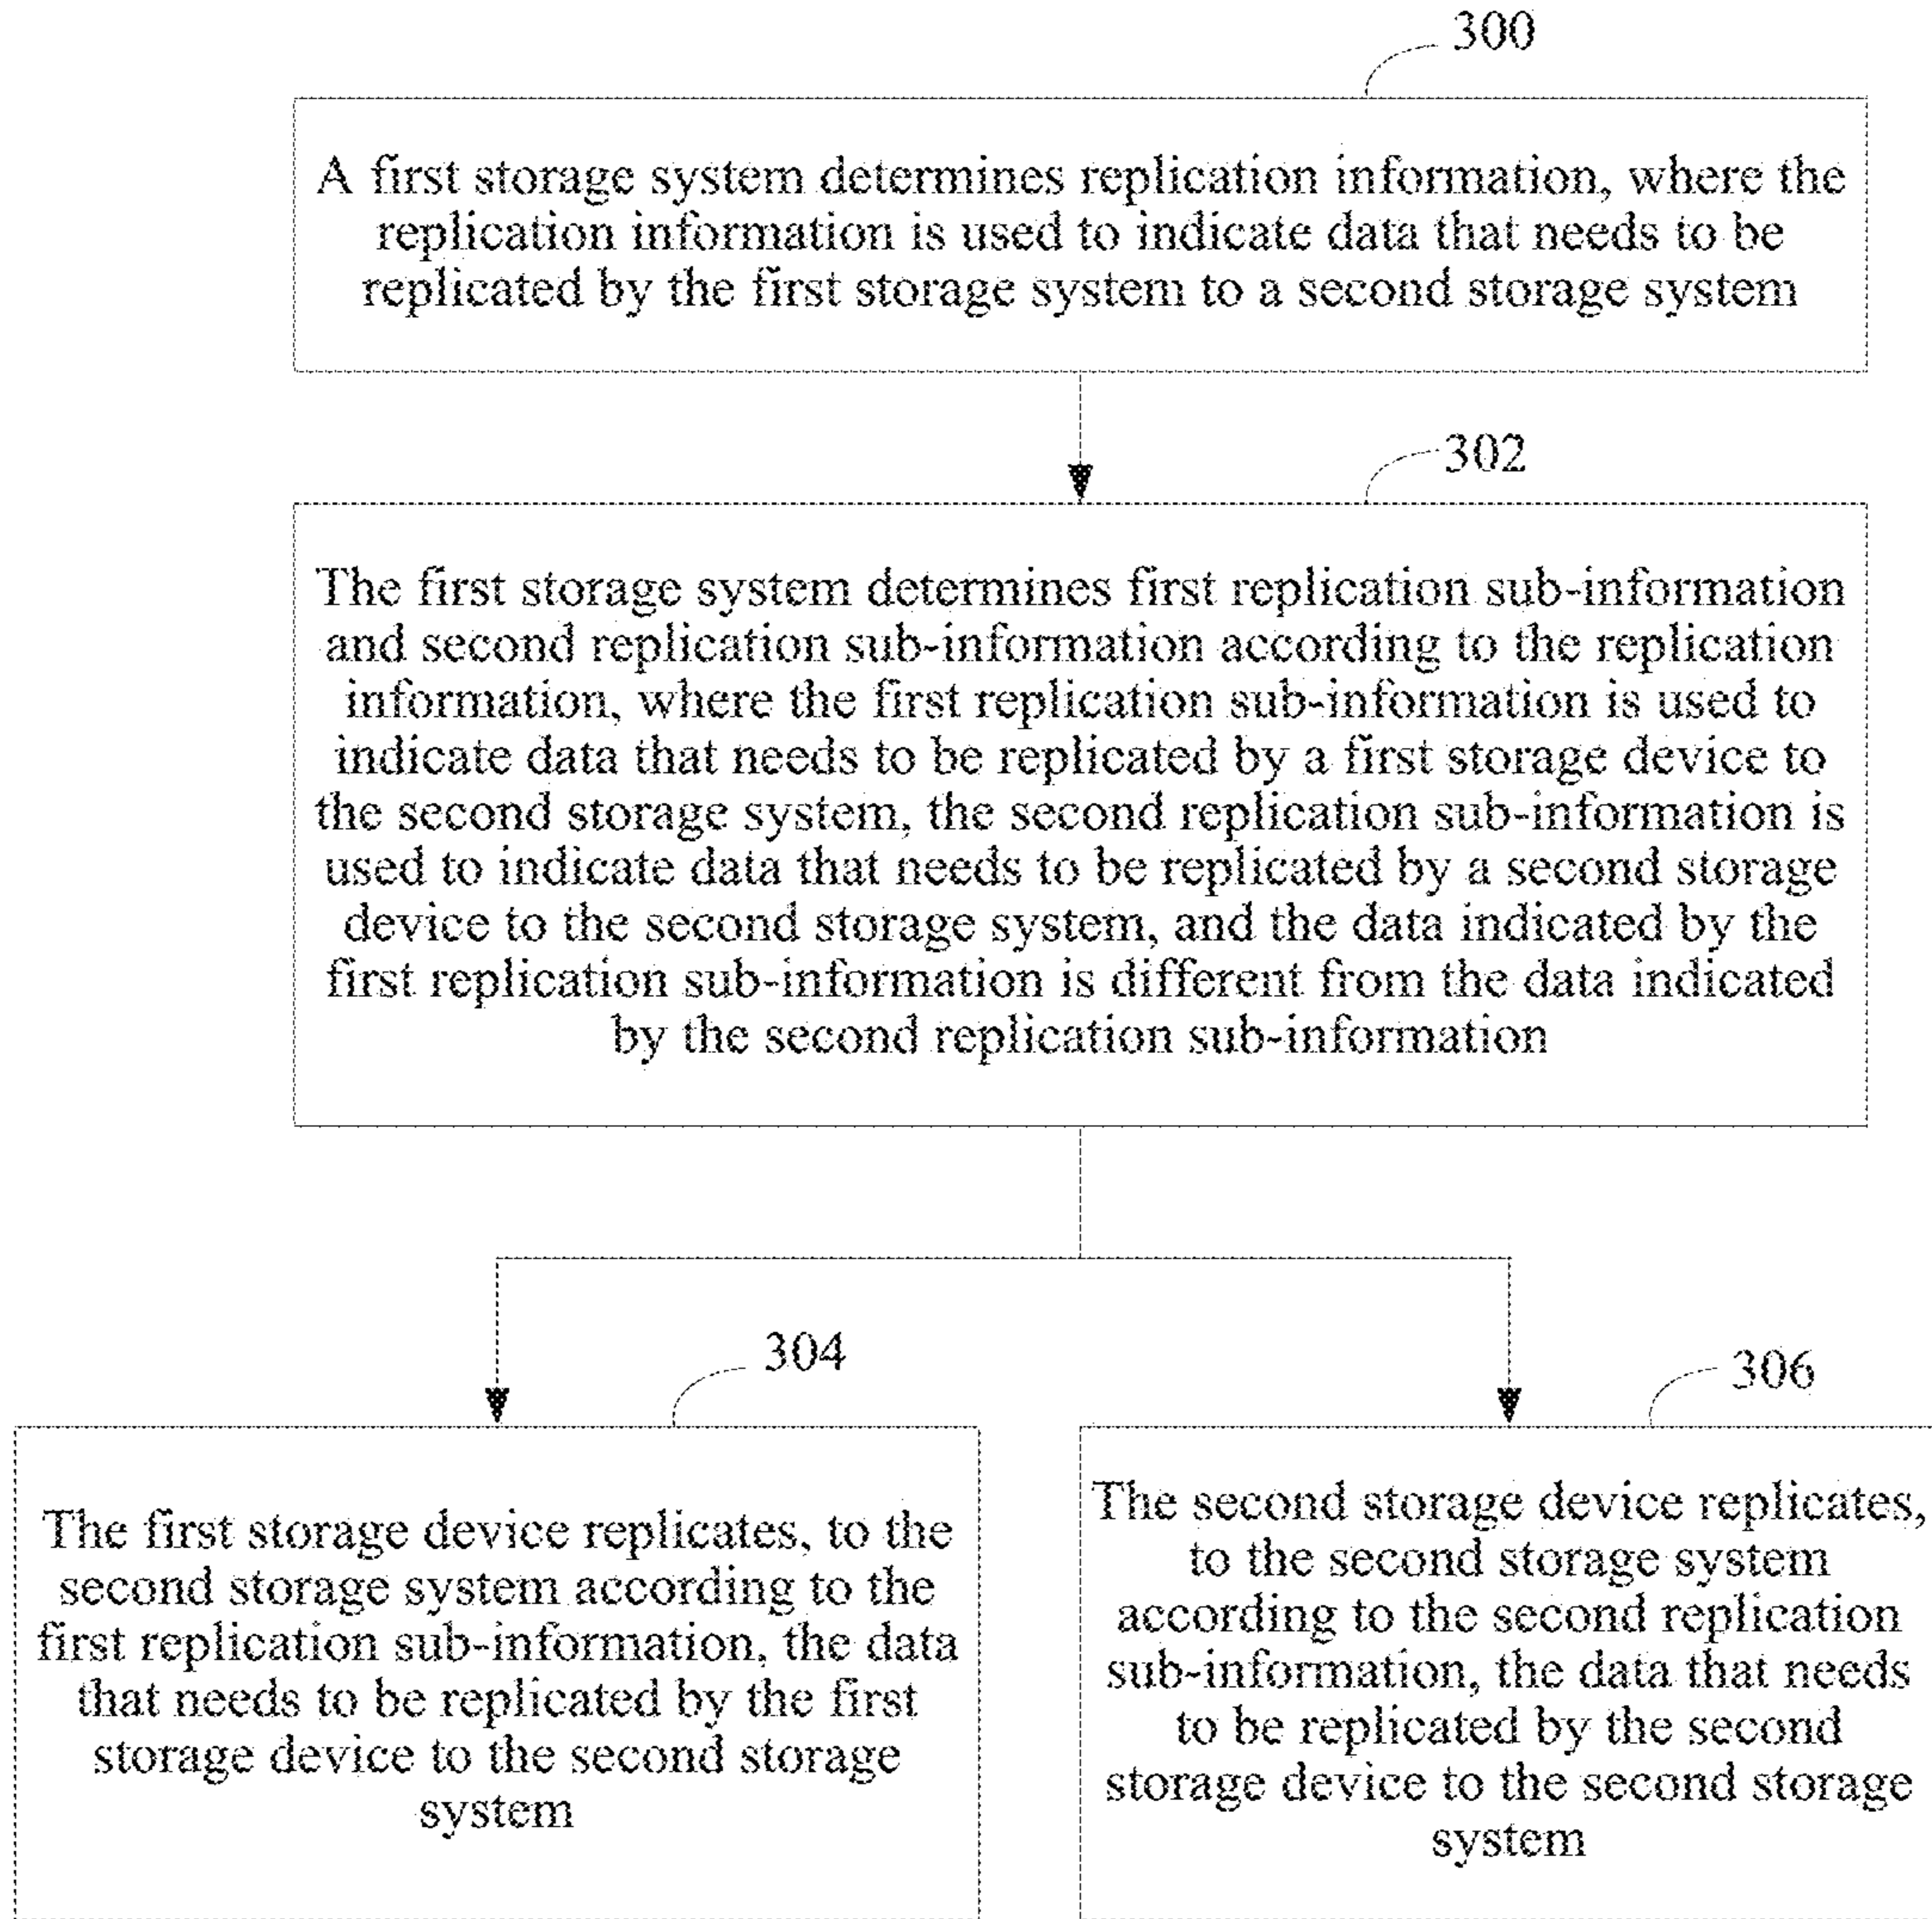 300
A first storage system determines replication information, where the
replication information is used to indicate data that needs to be
replicated by the first storage system to a second storage system
302
The first storage system determines first replication sub-information
and second replication sub-information according to the replication
information, where the first replication sub-information is used to
indicate data that needs to be replicated by a first storage device to
the second storage system, the second replication sub-information is
used to indicate data that needs to be replicated by a second storage
device to the second storage system, and the data indicated by the
first replication sub-information is different from the data indicated
by the second replication sub-information
304
The first storage device replicates, to the
second storage system according to the
first replication sub-information, the data
that needs to be replicated by the first
storage device to the second storage
system
306
The second storage device replicates,
to the second storage system
according to the second replication
sub-information, the data that needs
to be replicated by the second
storage device to the second storage
system